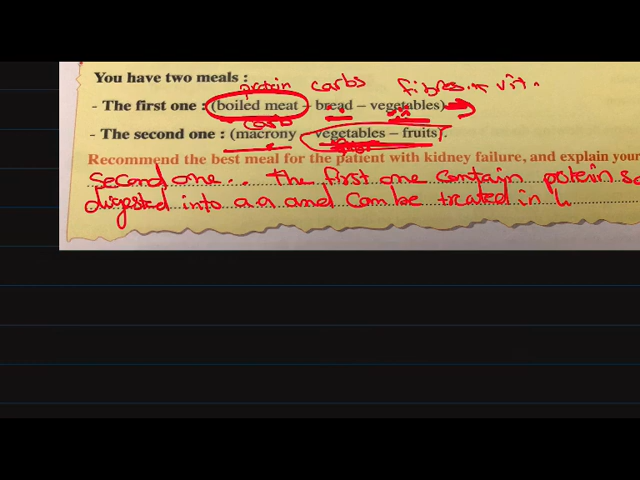 You have two meals :
protein carbs fibres vit.
- The first one : (boiled meat - bread – vegetables)
carb
- The second one : (macrony vegetables – fruits).
Recommend the best meal for the patient with kidney failure, and explain your
second one.. The first one contain protein so
digested into a.a and can be treated in